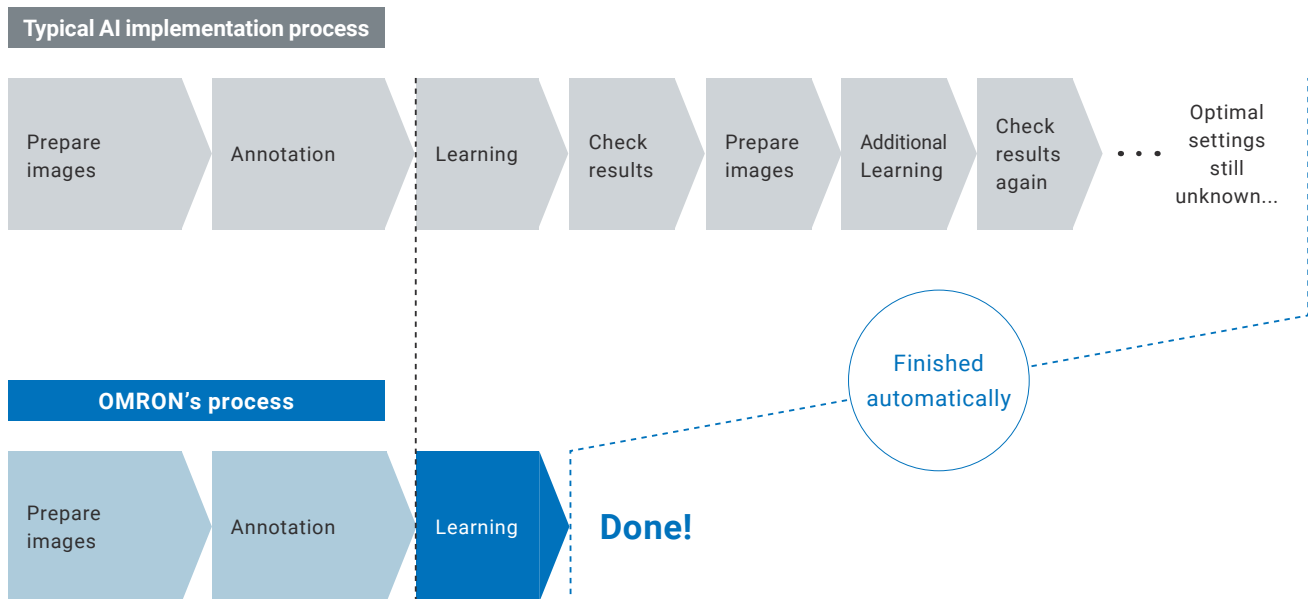 Typical AI implementation process
Prepare
images
Annotation
Learning
Check
results
Prepare
images
Additional
Learning
Check
results
again
• • •
Optimal
settings
still
unknown...
Finished
automatically
OMRON’s process
Prepare
images
Annotation
Learning
Done!